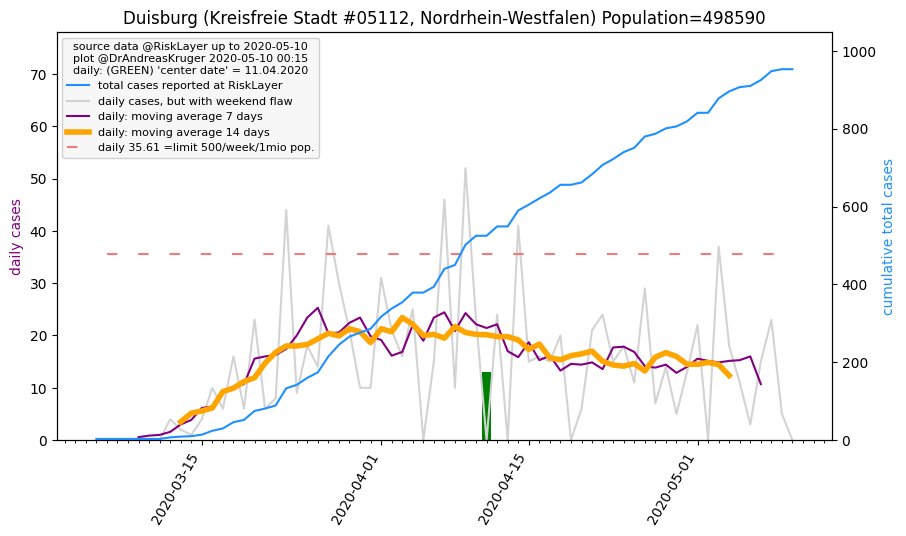 Duisburg (Kreisfreie Stadt #05112, Nordrhein-Westfalen) Population=498590
source data @RiskLayer up to 2020-05-10
plot @DrAndreasKruger 2020-05-10 00:15
daily: (GREEN) 'center date' = 11.04.2020
total cases reported at RiskLayer
daily cases, but with weekend flaw
daily: moving average 7 days
daily: moving average 14 days
daily 35.61 =limit 500/week/1mio pop.
daily cases
70
60
50
40
30
20
10
0
1000
800
600
400
200
0
cumulative total cases
2020-03-15
2020-04-01
2020-04-15
2020-05-01